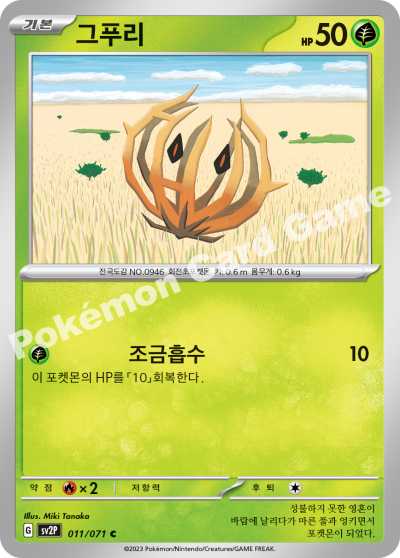 기본 그푸리 HP 50
전국도감 NO.0946 회전초포켓몬 키: 0.6 m 몸무게: 0.6 kg
Pokémon Card Game
조금흡수 10
이 포켓몬의 HP를 「10」회복한다.
약점 ×2 저항력 후퇴
Illus. Miki Tanaka
G SV2P 011/071 C
성불하지 못한 영혼이
바람에 날리다가 마른 풀과 엉키면서
포켓몬이 되었다.
©2023 Pokémon/Nintendo/Creatures/GAME FREAK.